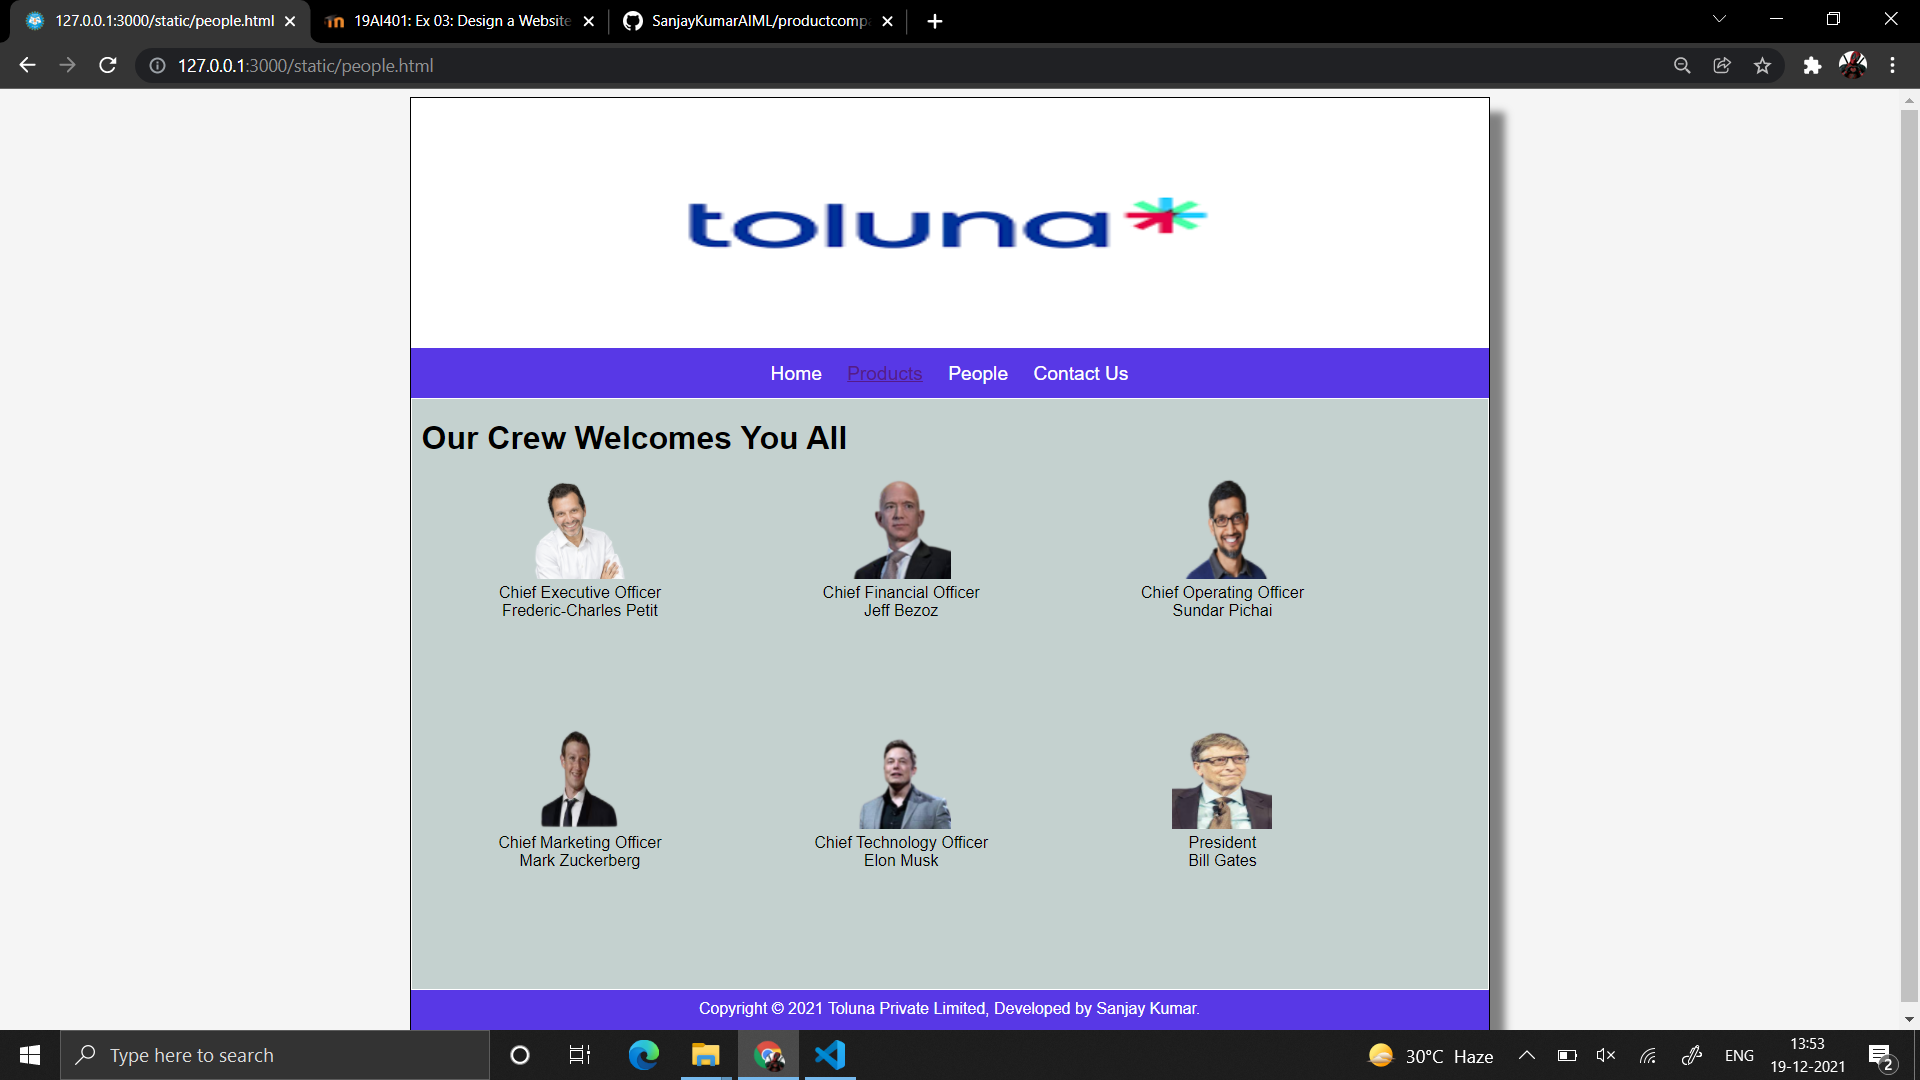 127.0.0.1:3000/static/people.html
19AI401: Ex 03: Design a Website
SanjayKumarAIML/productcomp
127.0.0.1:3000/static/people.html
toluna
Home Products People Contact Us
Our Crew Welcomes You All
Chief Executive Officer
Frederic-Charles Petit
Chief Financial Officer
Jeff Bezoz
Chief Operating Officer
Sundar Pichai
Chief Marketing Officer
Mark Zuckerberg
Chief Technology Officer
Elon Musk
President
Bill Gates
Copyright © 2021 Toluna Private Limited, Developed by Sanjay Kumar.
Type here to search
30°C Haze
ENG
13:53
19-12-2021
2